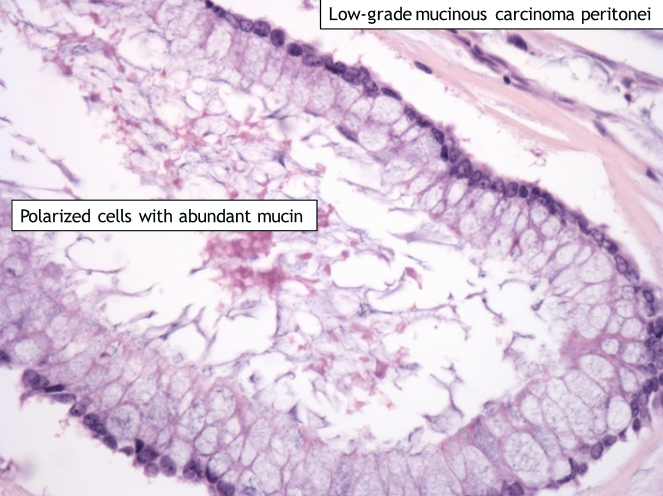 Low-grade mucinous carcinoma peritonei
Polarized cells with abundant mucin